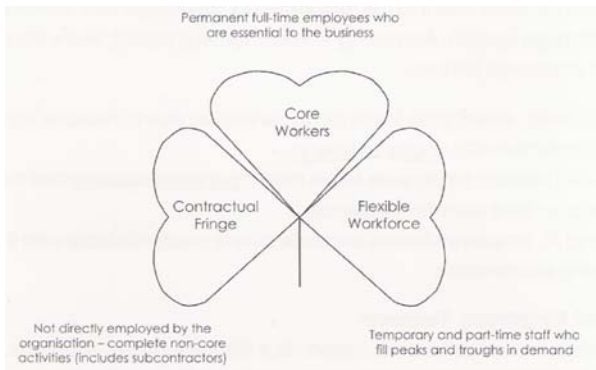 Permanent full-time employees who
are essential to the business
Core
Workers
Contractual
Fringe
Flexible
Workforce
Not directly employed by the
organisation – complete non-core
activities (includes subcontractors)
Temporary and part-time staff who
fill peaks and troughs in demand